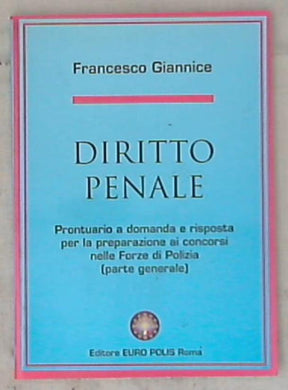 Francesco Giannice
DIRITTO
PENALE
Prontuario a domanda e risposta
per la preparazione ai concorsi
nelle Forze di Polizia
(parte generale)
Editore EURO POLIS Roma